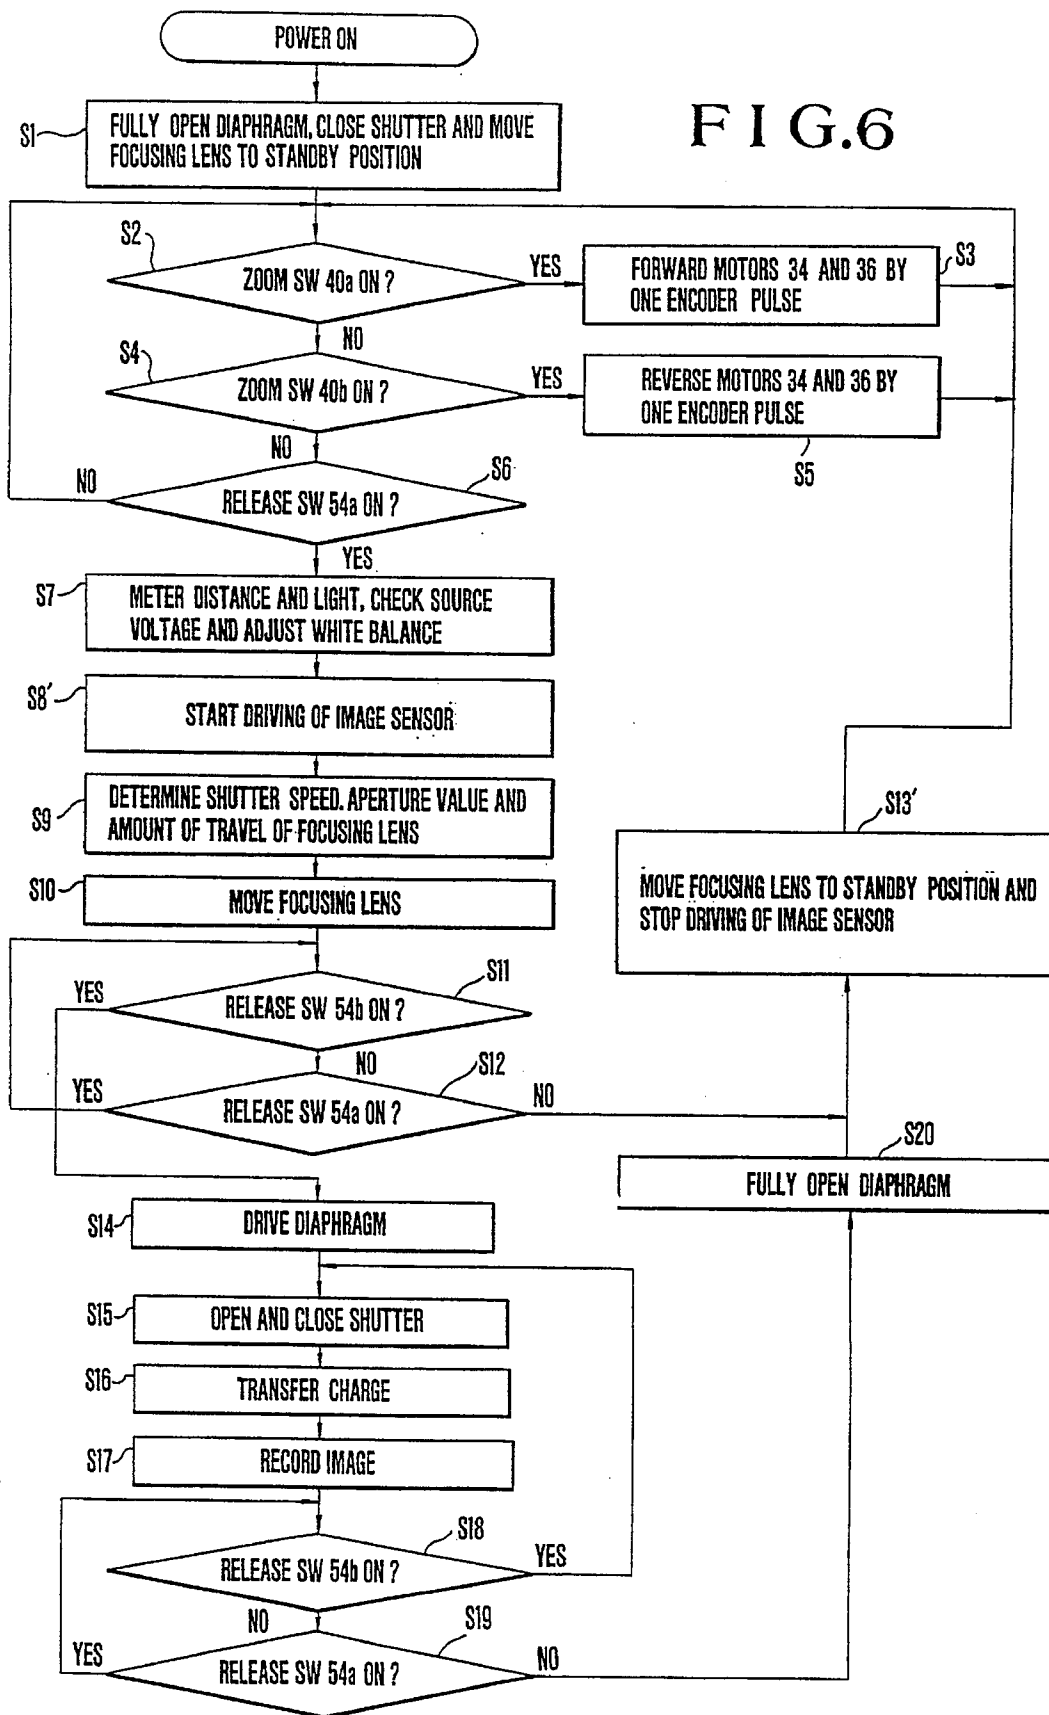 POWER ON
FIG.6
S1
FULLY OPEN DIAPHRAGM, CLOSE SHUTTER AND MOVE
FOCUSING LENS TO STANDBY POSITION
S2
ZOOM SW 40a ON ?
YES
FORWARD MOTORS 34 AND 36 BY
ONE ENCODER PULSE
S3
NO
S4
ZOOM SW 40b ON ?
YES
REVERSE MOTORS 34 AND 36 BY
ONE ENCODER PULSE
S5
NO
S6
NO
RELEASE SW 54a ON ?
YES
S7
METER DISTANCE AND LIGHT, CHECK SOURCE
VOLTAGE AND ADJUST WHITE BALANCE
S8'
START DRIVING OF IMAGE SENSOR
S9
DETERMINE SHUTTER SPEED. APERTURE VALUE AND
AMOUNT OF TRAVEL OF FOCUSING LENS
S10
MOVE FOCUSING LENS
S13'
MOVE FOCUSING LENS TO STANDBY POSITION AND
STOP DRIVING OF IMAGE SENSOR
S11
YES
RELEASE SW 54b ON ?
NO
S12
YES
RELEASE SW 54a ON ?
NO
S20
FULLY OPEN DIAPHRAGM
S14
DRIVE DIAPHRAGM
S15
OPEN AND CLOSE SHUTTER
S16
TRANSFER CHARGE
S17
RECORD IMAGE
S18
RELEASE SW 54b ON ?
YES
NO
S19
YES
RELEASE SW 54a ON ?
NO